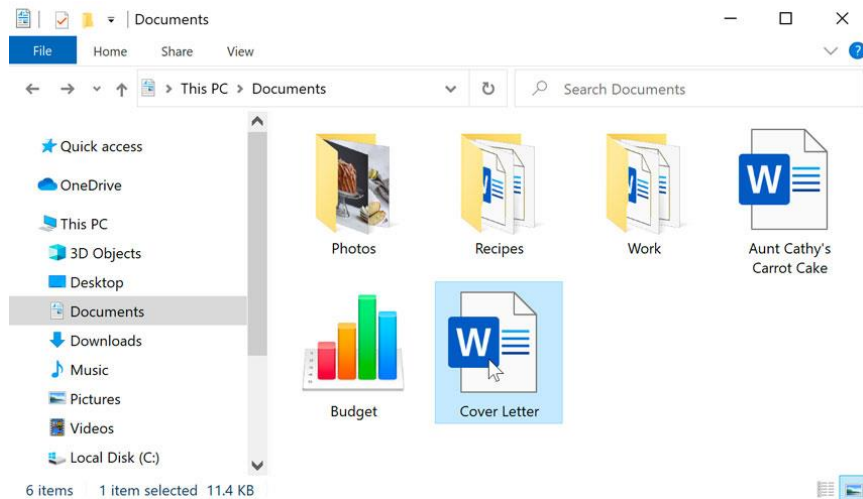 Documents
File Home Share View
This PC > Documents
Search Documents
Quick access
OneDrive
This PC
3D Objects
Desktop
Documents
Downloads
Music
Pictures
Videos
Local Disk (C:)
Photos
Recipes
Work
Aunt Cathy's
Carrot Cake
Budget
W
Cover Letter
6 items 1 item selected 11.4 KB